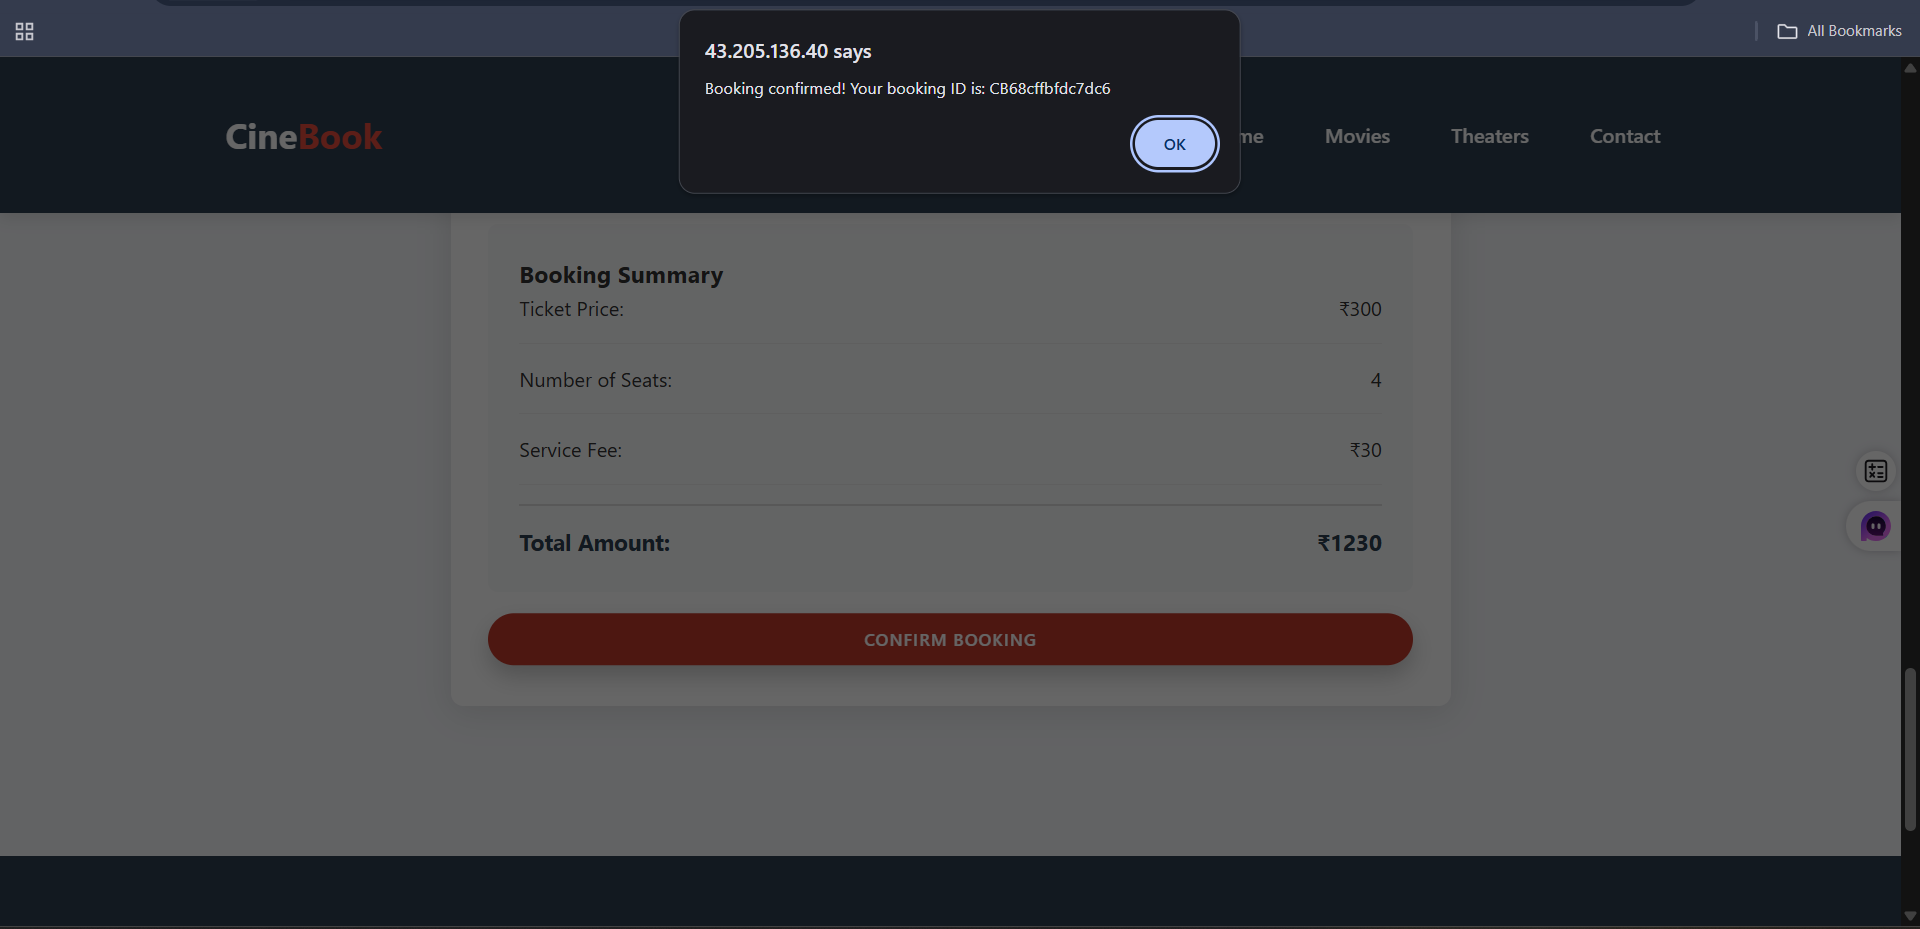 All Bookmarks
43.205.136.40 says
Booking confirmed! Your booking ID is: CB68cffbfdc7dc6
OK
CineBook
me Movies Theaters Contact
Booking Summary
Ticket Price: ₹300
Number of Seats: 4
Service Fee: ₹30
Total Amount: ₹1230
CONFIRM BOOKING